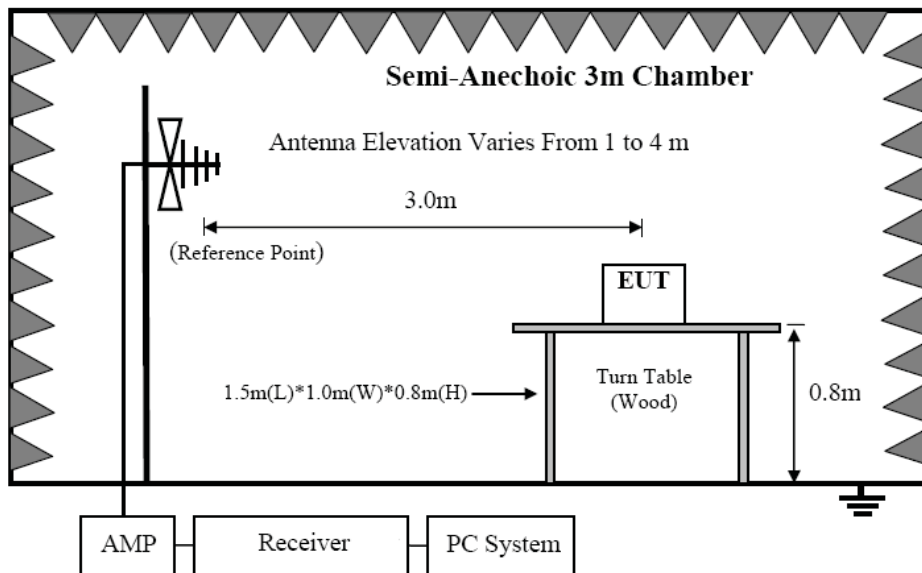 Semi-Anechoic 3m Chamber
Antenna Elevation Varies From 1 to 4 m
3.0m
(Reference Point)
EUT
1.5m(L)*1.0m(W)*0.8m(H)
Turn Table
(Wood)
0.8m
AMP
Receiver
PC System